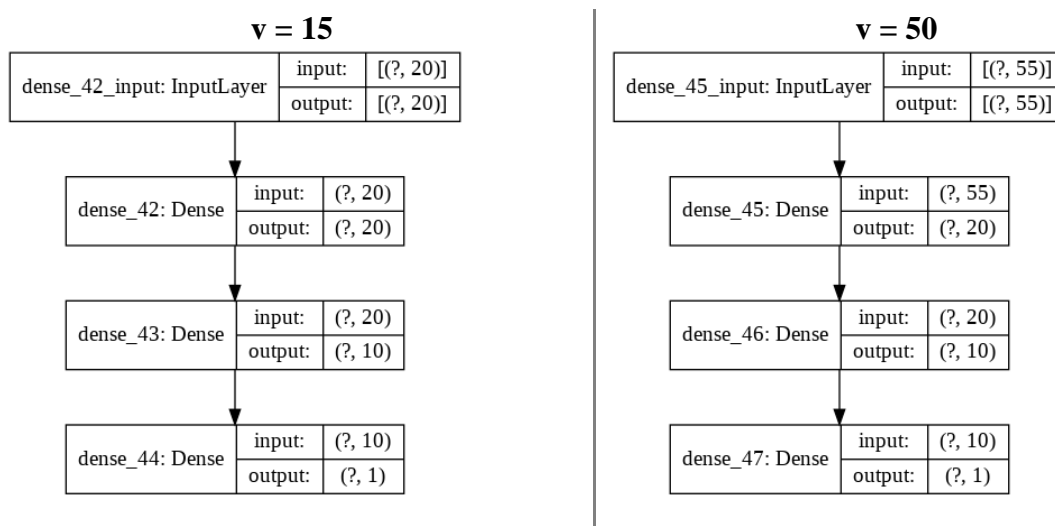 v = 15
dense_42_input: InputLayer
input:
[(?, 20)]
output:
[(?, 20)]
dense_42: Dense
input:
(?, 20)
output:
(?, 20)
dense_43: Dense
input:
(?, 20)
output:
(?, 10)
dense_44: Dense
input:
(?, 10)
output:
(?, 1)
v = 50
dense_45_input: InputLayer
input:
[(?, 55)]
output:
[(?, 55)]
dense_45: Dense
input:
(?, 55)
output:
(?, 20)
dense_46: Dense
input:
(?, 20)
output:
(?, 10)
dense_47: Dense
input:
(?, 10)
output:
(?, 1)